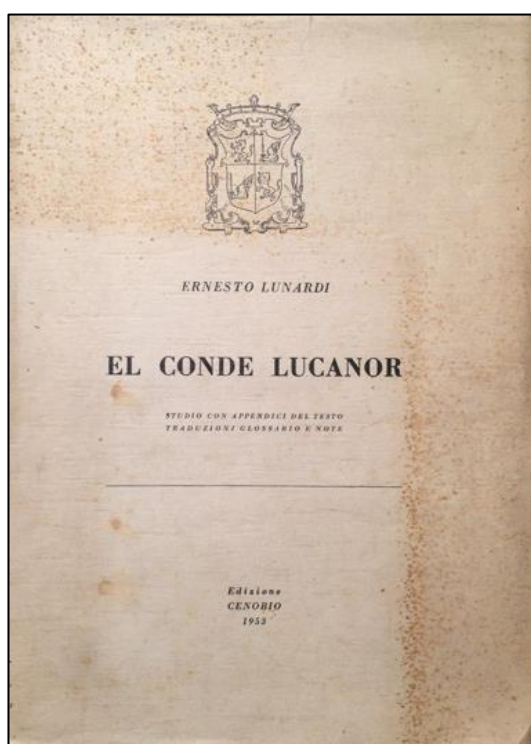 ERNESTO LUNARDI
EL CONDE LUCANOR
STUDIO CON APPENDICI DEL TESTO
TRADUZIONI GLOSSARIO E NOTE
Edizione
CENOBIO
1953